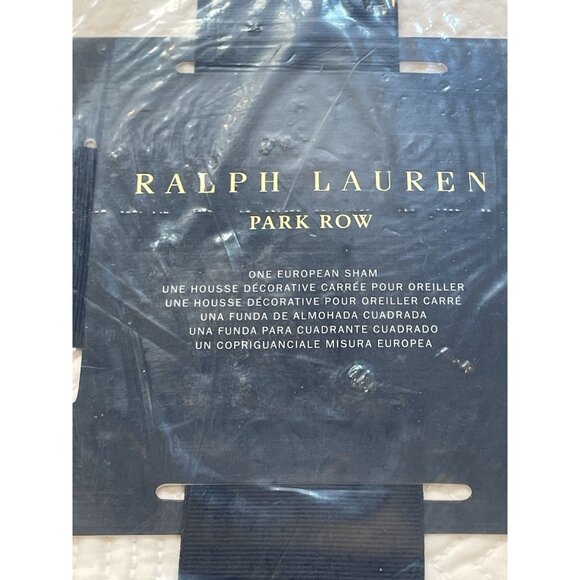 RALPH LAUREN
PARK ROW
ONE EUROPEAN SHAM
UNE HOUSSE DÉCORATIVE CARRÉE POUR OREILLER
UNE HOUSSE DÉCORATIVE POUR OREILLER CARRÉ
UNA FUNDA DE ALMOHADA CUADRADA
UNA FUNDA PARA CUADRANTE CUADRADO
UN COPRIGUANCIALE MISURA EUROPEA